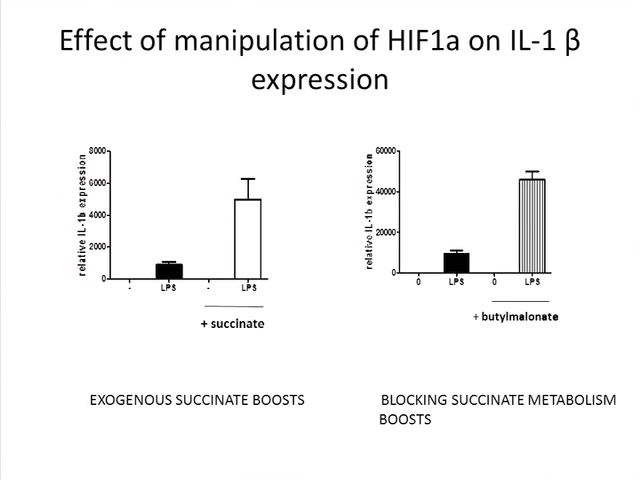 Effect of manipulation of HIF1a on IL-1 β
expression
relative IL-1b expression
8000
6000
4000
2000
0
- LPS - LPS
+ succinate
relative IL-1b expression
60000
40000
20000
0
0 LPS 0 LPS
+ butylmalonate
EXOGENOUS SUCCINATE BOOSTS
BLOCKING SUCCINATE METABOLISM
BOOSTS